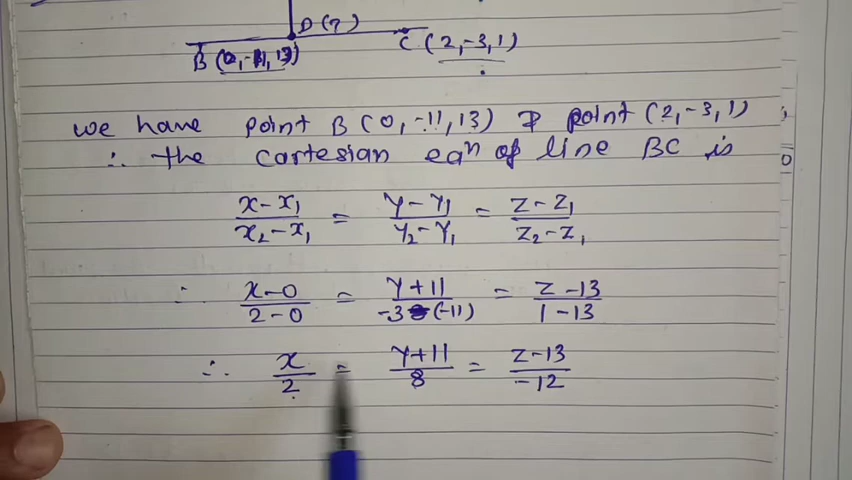 D(?)
B(0,-11,13)
C (2,-3,1)
we have point B (0,-11,13) & point (2,-3,1)
∴ the cartesian eqⁿ of line BC is
x-x₁/x₂-x₁ = y-y₁/y₂-y₁ = z-z₁/z₂-z₁
∴ x-0/2-0 = y+11/-3-(-11) = z-13/1-13
∴ x/2 = y+11/8 = z-13/-12